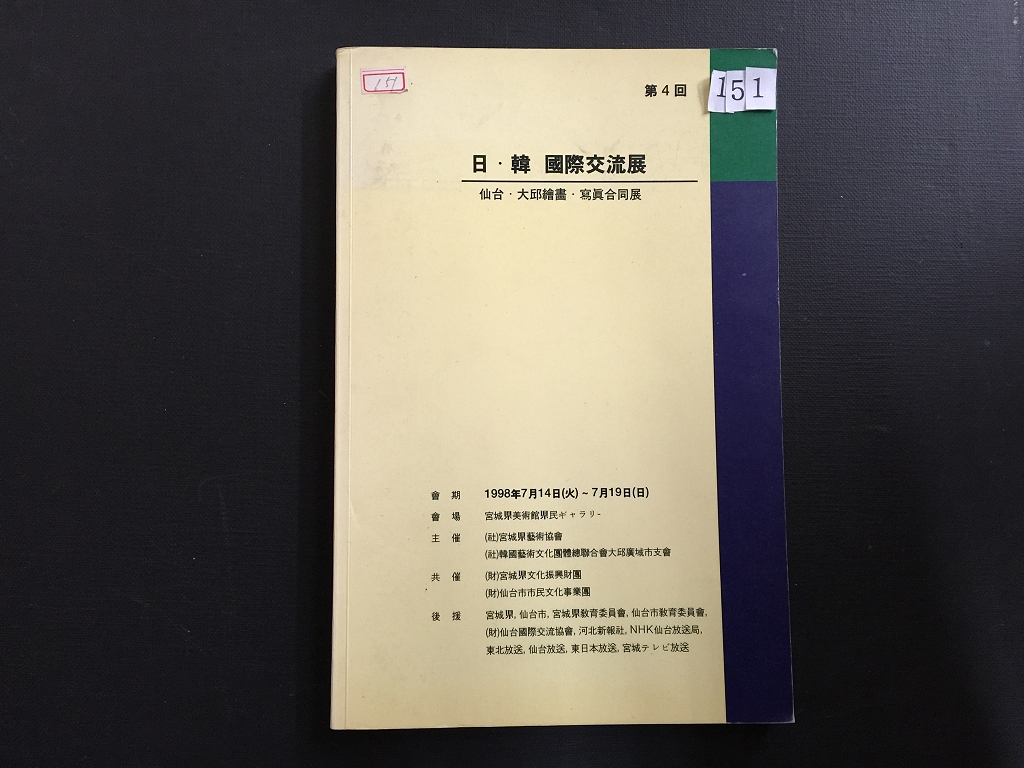 151
第4回
151
日・韓 國際交流展
仙台・大邱繪畵・寫眞合同展
會期 1998年7月14日(火)~7月19日(日)
會場 宮城県美術館県民ギャラリ-
主催 (社)宮城県藝術協會
(社)韓國藝術文化團體總聯合會大邱廣域市支會
共催 (財)宮城県文化振興財團
(財)仙台市市民文化事業團
後援 宮城県, 仙台市, 宮城県敎育委員會, 仙台市敎育委員會,
(財)仙台國際交流協會, 河北新報社, NHK仙台放送局,
東北放送, 仙台放送, 東日本放送, 宮城テレビ放送